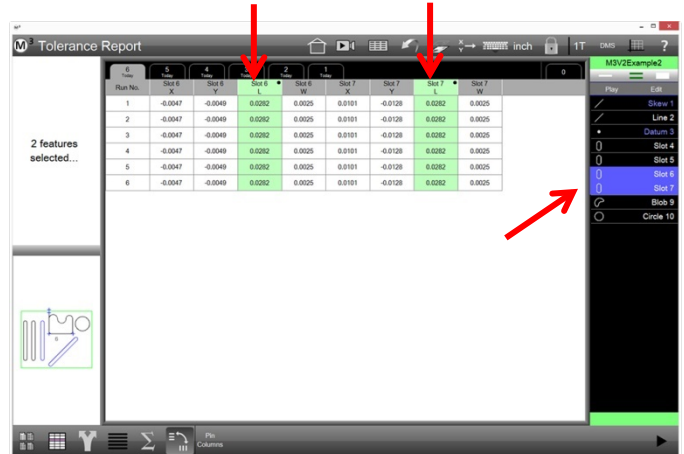 M³
M³ Tolerance Report
inch
1T
DMS
?
M3V2Example2
Play Edit
Skew 1
Line 2
Datum 3
Slot 4
Slot 5
Slot 6
Slot 7
Blob 9
Circle 10
2 features
selected...
6 5 4 2 1 0
Today Today Today Today Today
Run No. Slot 6 X Slot 6 Y Slot 6 L Slot 6 W Slot 7 X Slot 7 Y Slot 7 L Slot 7 W
1 -0.0047 -0.0049 0.0282 0.0025 0.0101 -0.0128 0.0282 0.0025
2 -0.0047 -0.0049 0.0282 0.0025 0.0101 -0.0128 0.0282 0.0025
3 -0.0047 -0.0049 0.0282 0.0025 0.0101 -0.0128 0.0282 0.0025
4 -0.0047 -0.0049 0.0282 0.0025 0.0101 -0.0128 0.0282 0.0025
5 -0.0047 -0.0049 0.0282 0.0025 0.0101 -0.0128 0.0282 0.0025
6 -0.0047 -0.0049 0.0282 0.0025 0.0101 -0.0128 0.0282 0.0025
Pin
Columns